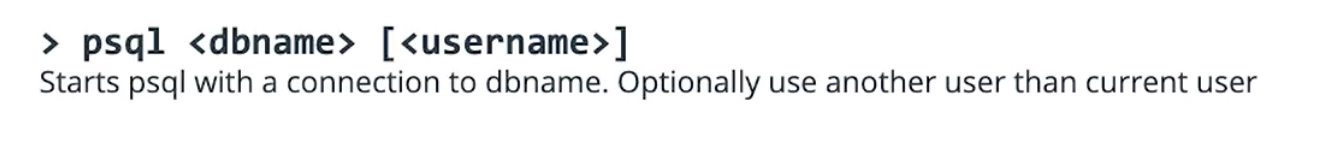 > psql <dbname> [<username>]
Starts psql with a connection to dbname. Optionally use another user than current user